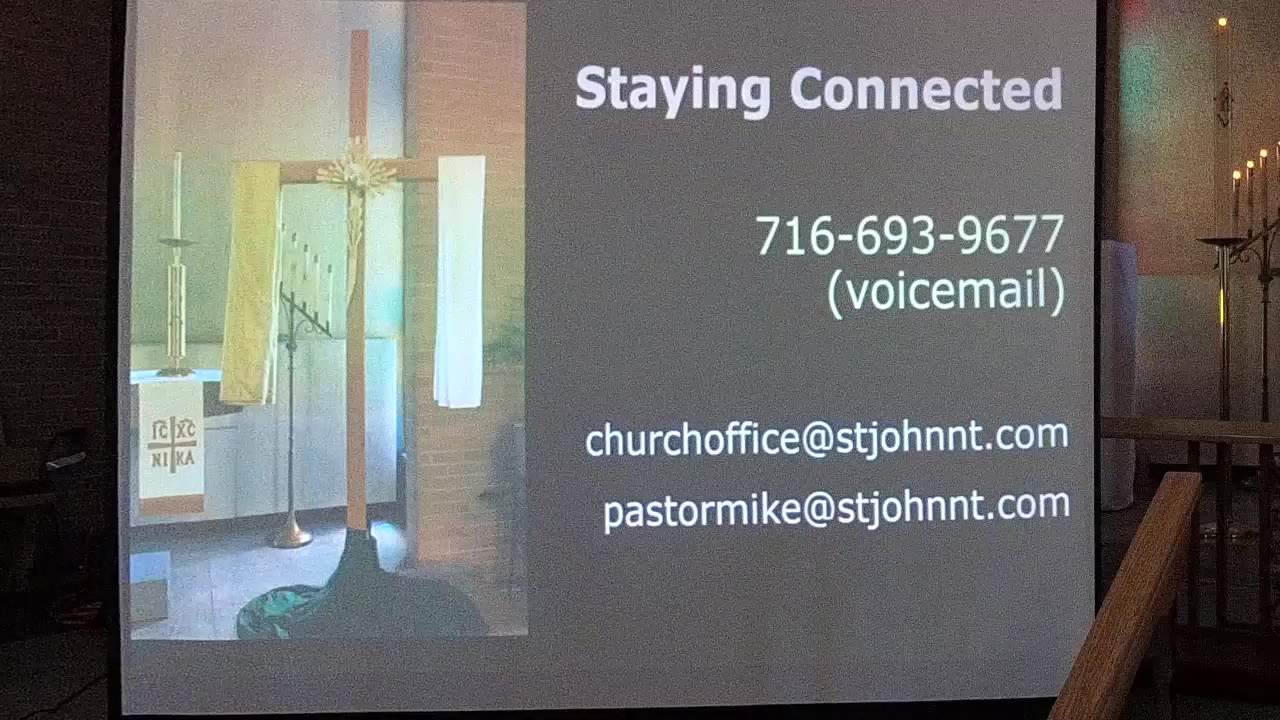 Staying Connected
716-693-9677
(voicemail)
churchoffice@stjohnnt.com
pastormike@stjohnnt.com
IC XC
NI KA